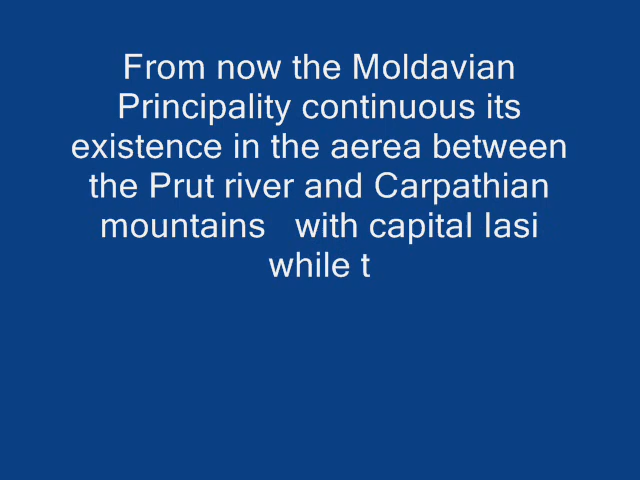 From now the Moldavian
Principality continuous its
existence in the aerea between
the Prut river and Carpathian
mountains   with capital Iasi
while t